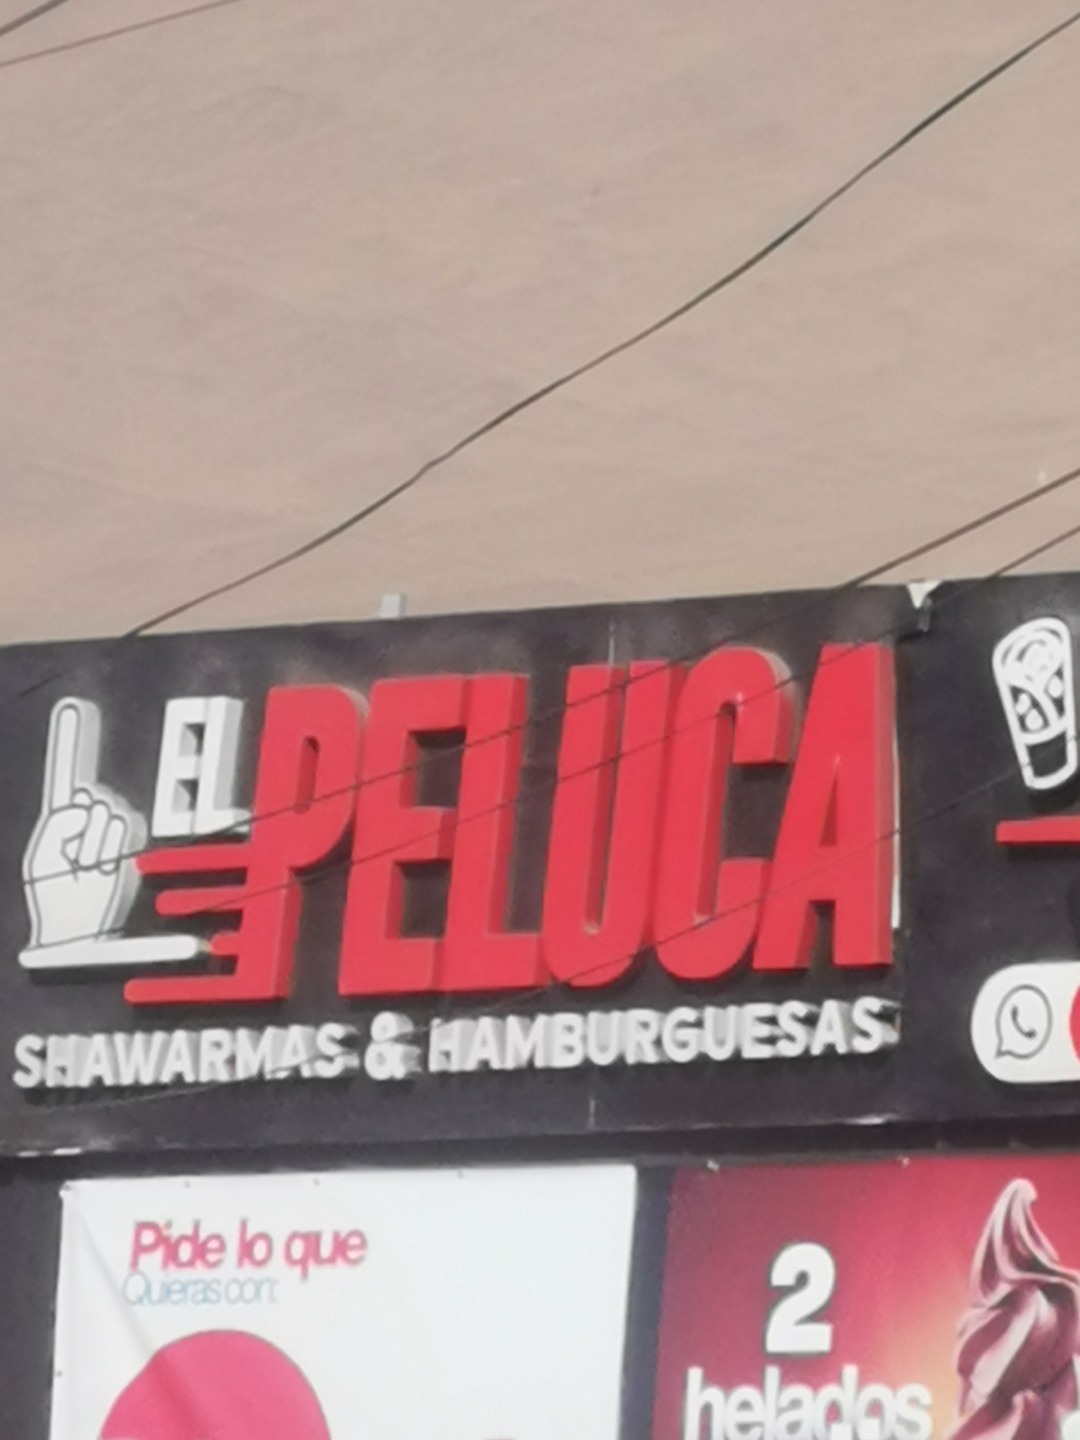 EL
PELUCA
SHAWARMAS & HAMBURGUESAS
Pide lo que
Quieras con:
2
helados